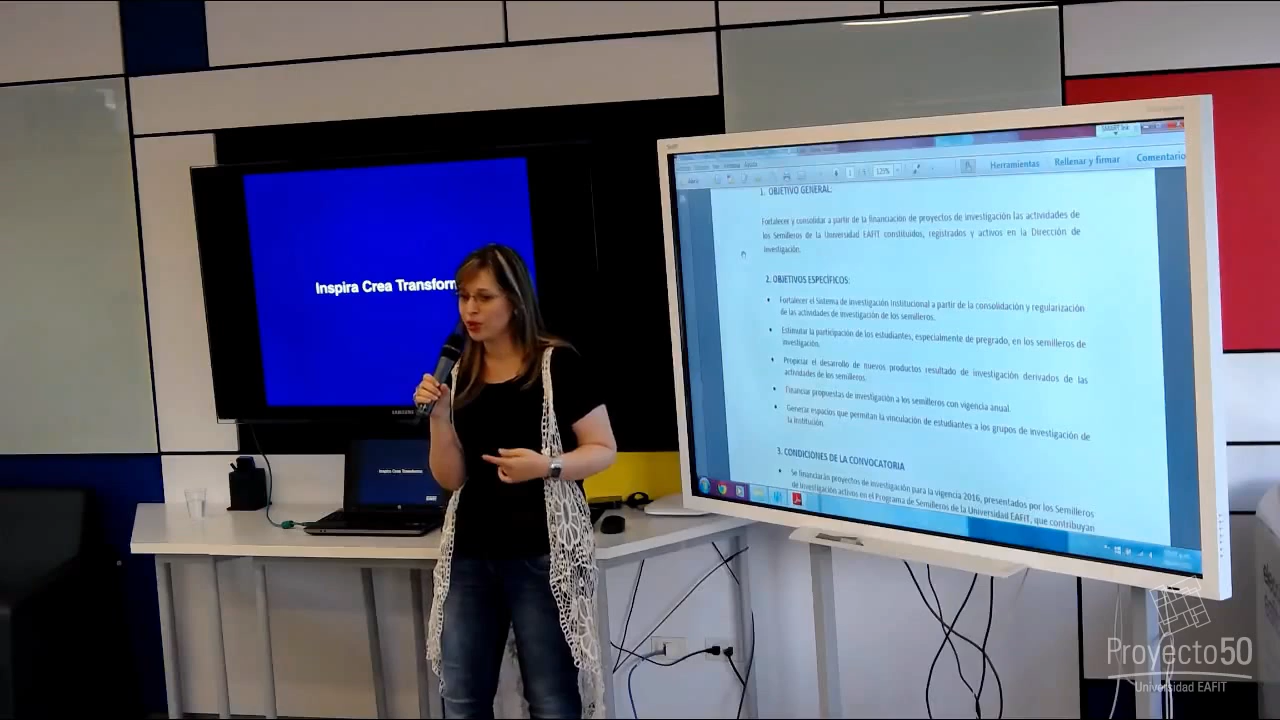 Inspira Crea Transform
SAMSUNG
Inspira Crea Transforma
SMART Ink
Herramientas
Rellenar y firmar
Comentario
Abrir
1
125%
1. OBJETIVO GENERAL:
Fortalecer y consolidar a partir de la financiación de proyectos de investigación las actividades de
los Semilleros de la Universidad EAFIT constituidos, registrados y activos en la Dirección de
Investigación.
2. OBJETIVOS ESPECÍFICOS:
• Fortalecer el Sistema de investigación institucional a partir de la consolidación y regularización
de las actividades de investigación de los semilleros.
• Estimular la participación de los estudiantes, especialmente de pregrado, en los semilleros de
investigación.
• Propiciar el desarrollo de nuevos productos resultado de investigación derivados de las
actividades de los semilleros.
• Financiar propuestas de investigación a los semilleros con vigencia anual.
• Generar espacios que permitan la vinculación de estudiantes a los grupos de investigación de
la institución.
3. CONDICIONES DE LA CONVOCATORIA
• Se financiarán proyectos de investigación para la vigencia 2016, presentados por los Semilleros
de investigación activos en el Programa de Semilleros de la Universidad EAFIT, que contribuyan
Proyecto50
Universidad EAFIT